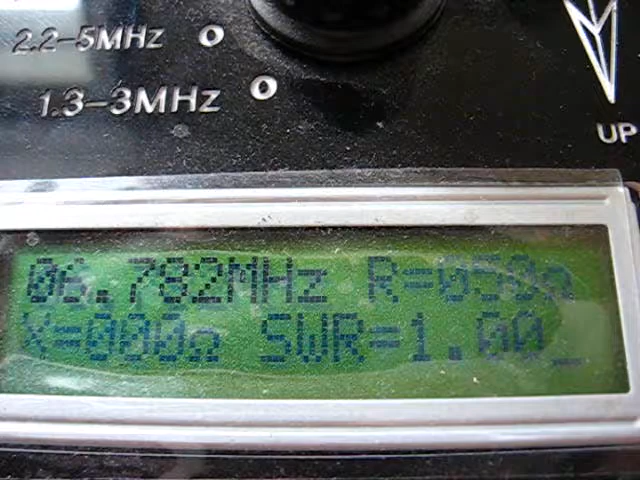 2.2–5MHz
1.3–3MHz
UP
06.782MHz R=050Ω
X=000Ω SWR=1.00_